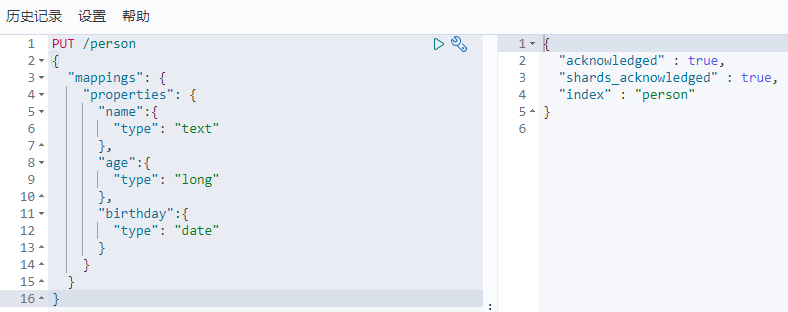 历史记录 设置 帮助
1 PUT /person
2 {
3 "mappings": {
4 "properties": {
5 "name":{
6 "type": "text"
7 },
8 "age":{
9 "type": "long"
10 },
11 "birthday":{
12 "type": "date"
13 }
14 }
15 }
16 }
1 {
2 "acknowledged" : true,
3 "shards_acknowledged" : true,
4 "index" : "person"
5 }
6